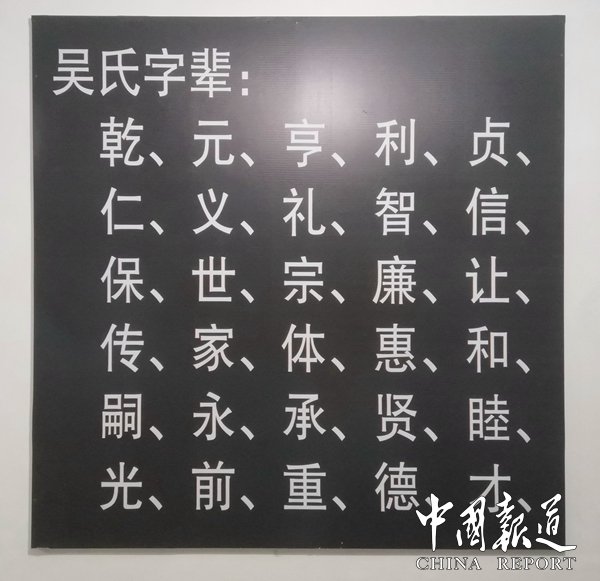 吴氏字辈：
乾、元、亨、利、贞、
仁、义、礼、智、信、
保、世、宗、廉、让、
传、家、体、惠、和、
嗣、永、承、贤、睦、
光、前、重、德、才、
中國報道
CHINA REPORT